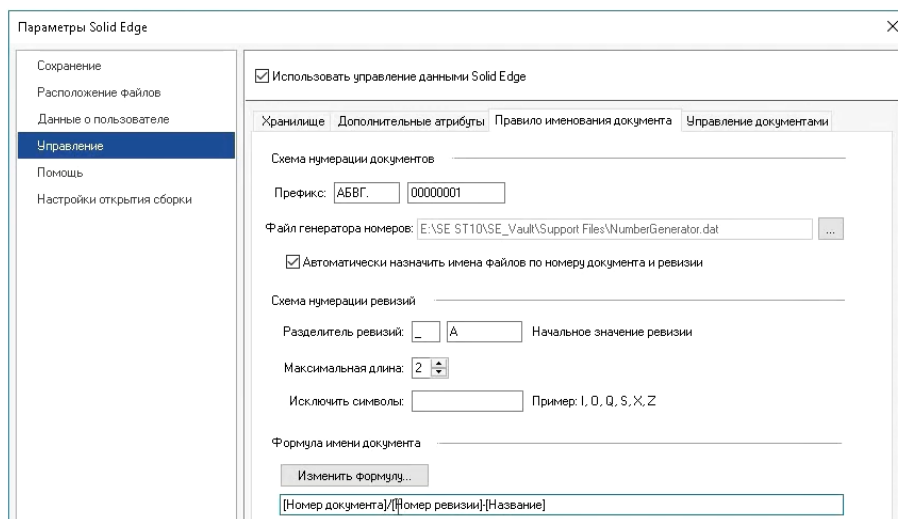 Параметры Solid Edge
Сохранение
Расположение файлов
Данные о пользователе
Управление
Помощь
Настройки открытия сборки
Использовать управление данными Solid Edge
Хранилище Дополнительные атрибуты Правило именования документа Управление документами
Схема нумерации документов
Префикс: АБВГ. 00000001
Файл генератора номеров: E:\SE ST10\SE_Vault\Support Files\NumberGenerator.dat ...
Автоматически назначить имена файлов по номеру документа и ревизии
Схема нумерации ревизий
Разделитель ревизий: _ A Начальное значение ревизии
Максимальная длина: 2
Исключить символы: Пример: I, O, Q, S, X, Z
Формула имени документа
Изменить формулу...
[Номер документа]/[Номер ревизии]-[Название]